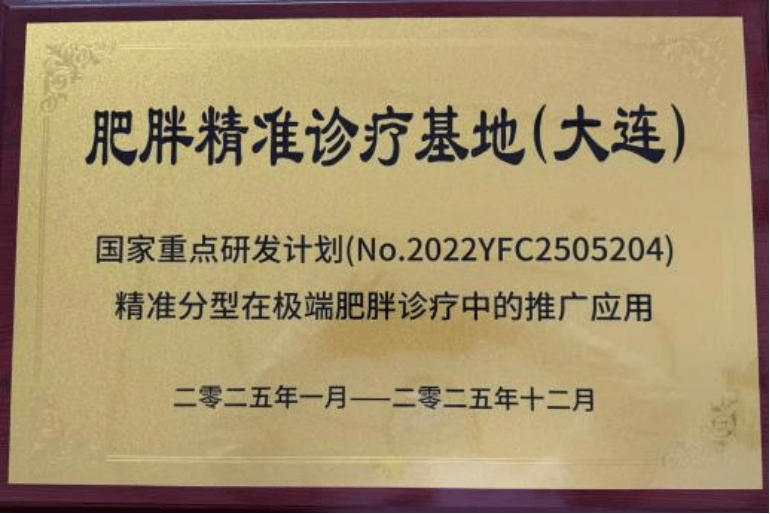 肥胖精准诊疗基地(大连)
国家重点研发计划(No.2022YFC2505204)
精准分型在极端肥胖诊疗中的推广应用
二零二五年一月——二零二五年十二月